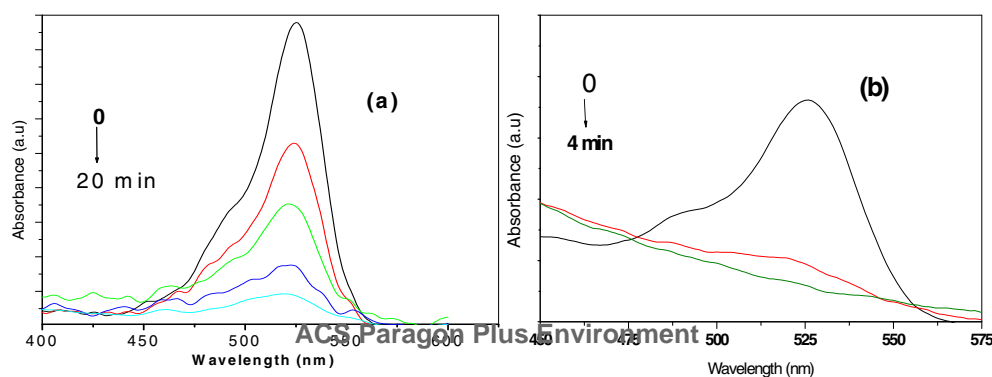 (a)
0
20 min
Absorbance (a.u)
400 450 500 550 600
Wavelength (nm)
(b)
0
4 min
Absorbance (a.u)
450 475 500 525 550 575
Wavelength (nm)
ACS Paragon Plus Environment